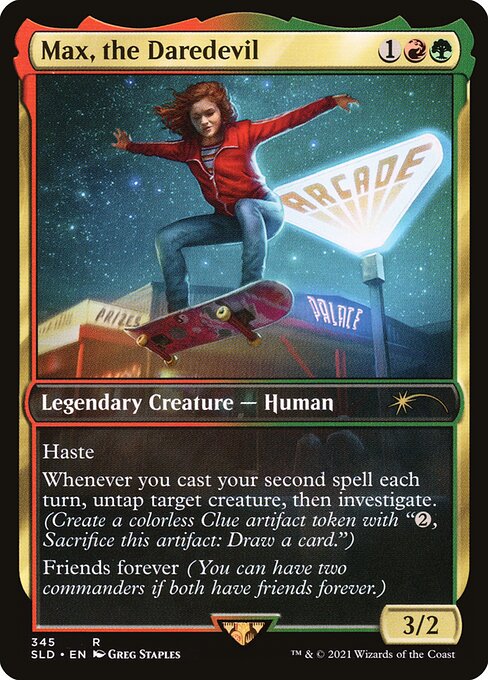 Max, the Daredevil 1
ARCADE
PRIZES PALACE
Legendary Creature — Human
Haste
Whenever you cast your second spell each
turn, untap target creature, then investigate.
(Create a colorless Clue artifact token with “2,
Sacrifice this artifact: Draw a card.”)
Friends forever (You can have two
commanders if both have friends forever.)
3/2
345 R
SLD • EN Greg Staples
™ & © 2021 Wizards of the Coast